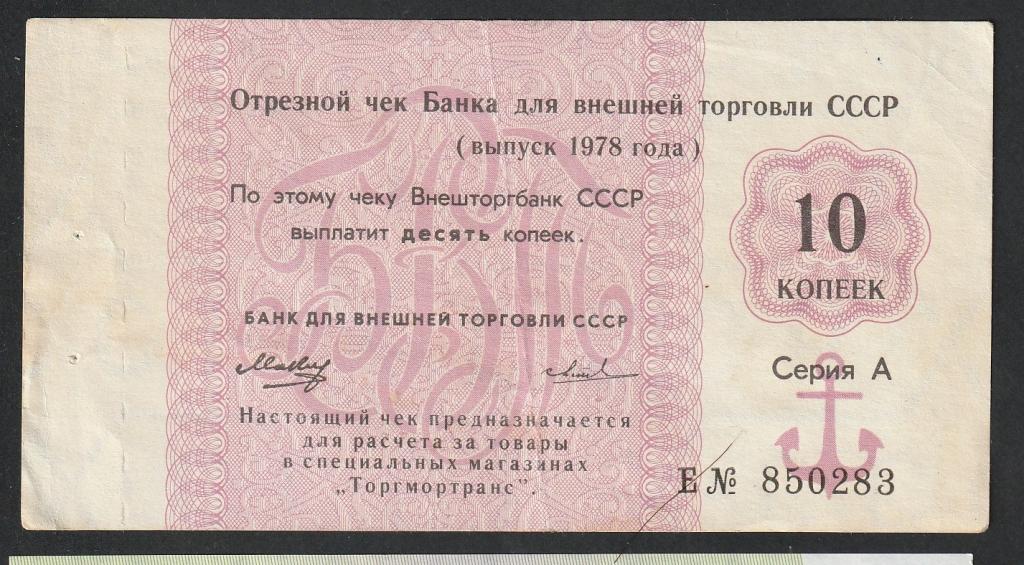 Отрезной чек Банка для внешней торговли СССР
(выпуск 1978 года)
По этому чеку Внешторгбанк СССР
выплатит десять копеек.
10
КОПЕЕК
БАНК ДЛЯ ВНЕШНЕЙ ТОРГОВЛИ СССР
Серия А
Настоящий чек предназначается
для расчета за товары
в специальных магазинах
„Торгмортранс".
Е № 850283